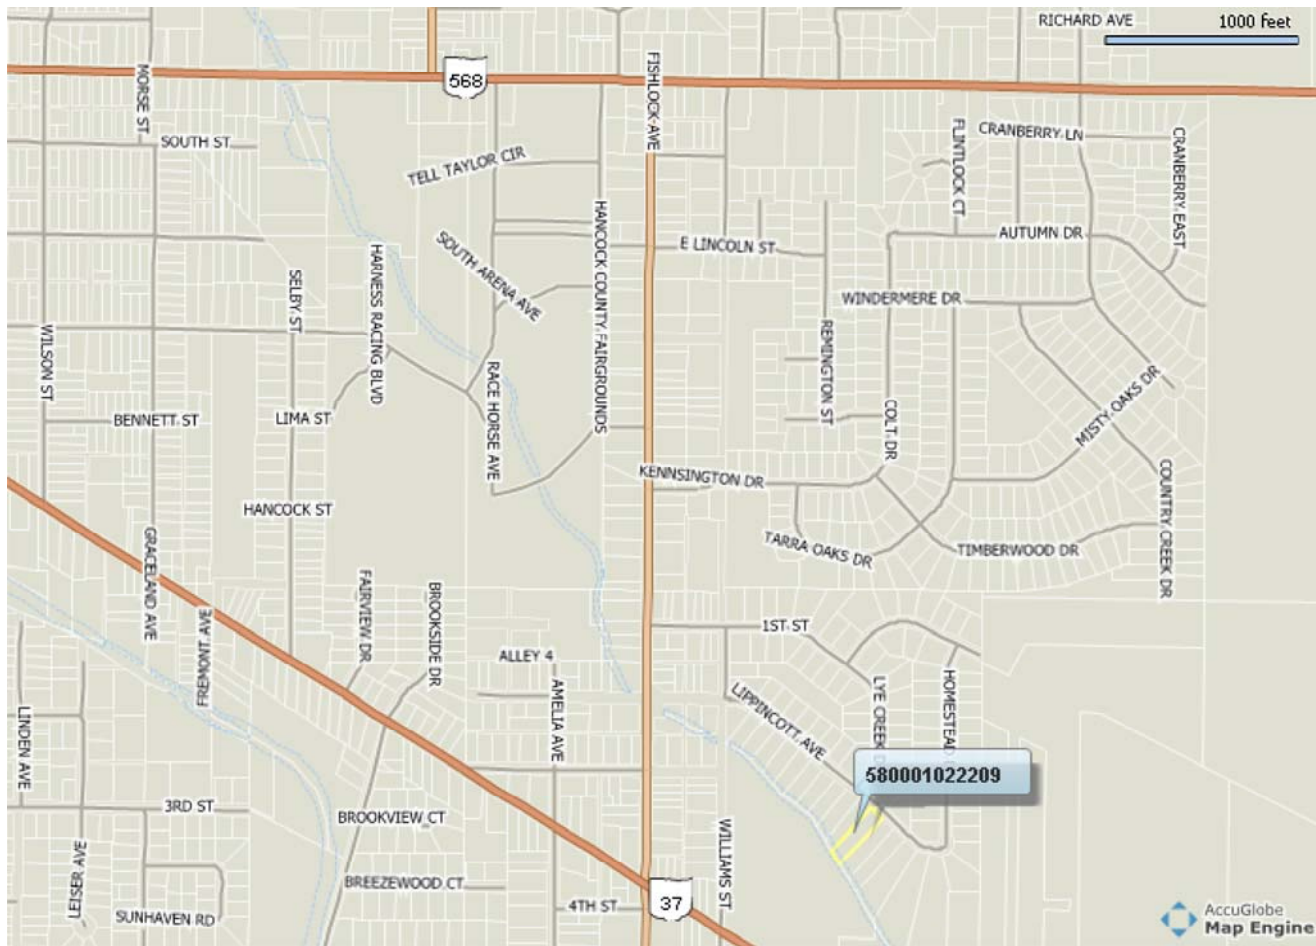 RICHARD AVE
1000 feet
568
FISHLOCK AVE
MORSE ST
SOUTH ST
TELL TAYLOR CIR
FLINTLOCK CT
CRANBERRY LN
CRANBERRY EAST
HANCOCK COUNTY FAIRGROUNDS
E LINCOLN ST
AUTUMN DR
SOUTH ARENA AVE
HARNESS RACING BLVD
SELBY ST
WINDERMERE DR
WILSON ST
REMINGTON ST
RACE HORSE AVE
MISTY OAKS DR
BENNETT ST
LIMA ST
COLT DR
KENNSINGTON DR
COUNTRY CREEK DR
HANCOCK ST
GRACELAND AVE
TARRA OAKS DR
TIMBERWOOD DR
FAIRVIEW DR
BROOKSIDE DR
FREMONT AVE
1ST ST
ALLEY 4
AMELIA AVE
LIPPINCOTT AVE
LYE CREEK D
HOMESTEAD
LINDEN AVE
580001022209
3RD ST
BROOKVIEW CT
WILLIAMS ST
LEISER AVE
BREEZEWOOD CT
SUNHAVEN RD
4TH ST
37
AccuGlobe
Map Engine